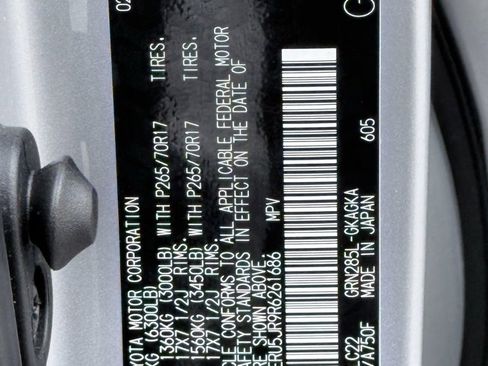 02
TOYOTA MOTOR CORPORATION
KG (6300LB)
1360KG (3000LB) WITH P265/70R17 TIRES.
17X7 1/2J RIMS.
1560KG (3450LB) WITH P265/70R17 TIRES.
17X7 1/2J RIMS.
CLE CONFORMS TO ALL APPLICABLE FEDERAL MOTOR
SAFETY STANDARDS IN EFFECT ON THE DATE OF
RE SHOWN ABOVE.
ERU5JR9RG261686 MPV
C22 GRN285L-GKAGKA
/A750F MADE IN JAPAN 605